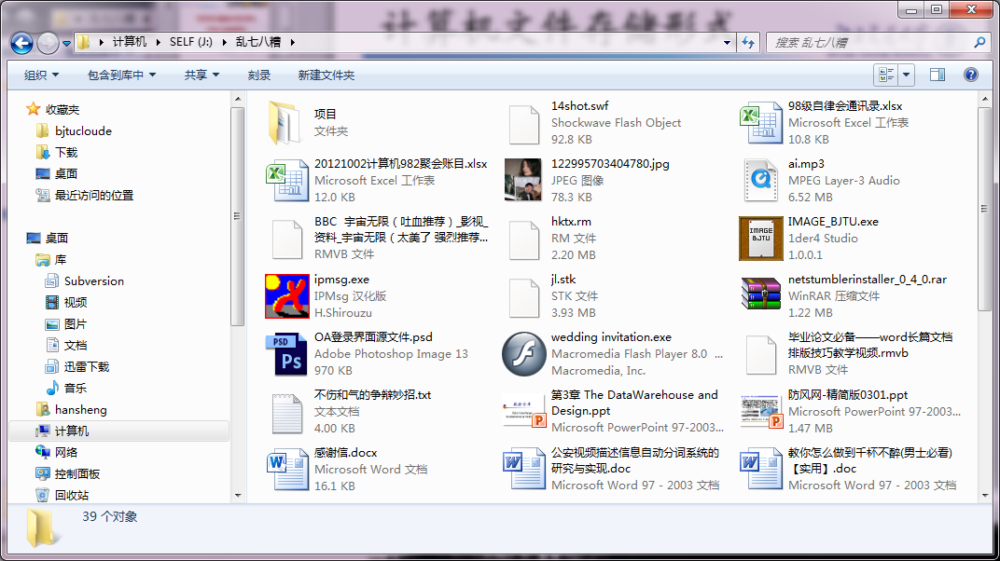 计算机文件存储形式
计算机 ▸ SELF (J:) ▸ 乱七八糟 ▸
搜索 乱七八糟
组织 包含到库中 共享 刻录 新建文件夹
收藏夹
bjtucloude
下载
桌面
最近访问的位置
桌面
库
Subversion
视频
图片
文档
迅雷下载
音乐
hansheng
计算机
网络
控制面板
回收站
项目
文件夹
14shot.swf
Shockwave Flash Object
92.8 KB
98级自律会通讯录.xlsx
Microsoft Excel 工作表
10.8 KB
20121002计算机982聚会账目.xlsx
Microsoft Excel 工作表
12.0 KB
122995703404780.jpg
JPEG 图像
78.3 KB
ai.mp3
MPEG Layer-3 Audio
6.52 MB
BBC 宇宙无限（吐血推荐）_影视_
资料_宇宙无限（太美了 强烈推荐...
RMVB 文件
hktx.rm
RM 文件
2.20 MB
IMAGE
BJTU
IMAGE_BJTU.exe
1der4 Studio
1.0.0.1
ipmsg.exe
IPMsg 汉化版
H.Shirouzu
jl.stk
STK 文件
3.93 MB
netstumblerinstaller_0_4_0.rar
WinRAR 压缩文件
1.22 MB
PSD
Ps
OA登录界面源文件.psd
Adobe Photoshop Image 13
970 KB
wedding invitation.exe
Macromedia Flash Player 8.0 ...
Macromedia, Inc.
毕业论文必备——word长篇文档
排版技巧教学视频.rmvb
RMVB 文件
不伤和气的争辩妙招.txt
文本文档
4.00 KB
第3章 The DataWarehouse and
Design.ppt
Microsoft PowerPoint 97-2003...
防风网-精简版0301.ppt
Microsoft PowerPoint 97-2003...
1.47 MB
感谢信.docx
Microsoft Word 文档
16.1 KB
公安视频描述信息自动分词系统的
研究与实现.doc
Microsoft Word 97 - 2003 文档
教你怎么做到千杯不醉(男士必看)
【实用】.doc
Microsoft Word 97 - 2003 文档
39 个对象